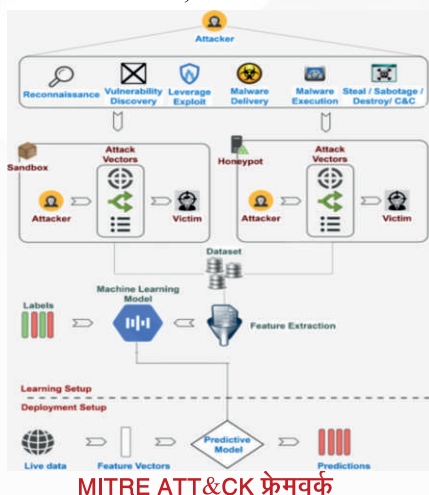 Attacker
Reconnaissance
Vulnerability
Discovery
Leverage
Exploit
Malware
Delivery
Malware
Execution
Steal / Sabotage /
Destroy/ C&C
Sandbox
Attack
Vectors
Attacker
Victim
Honeypot
Attack
Vectors
Attacker
Victim
Dataset
Labels
Machine Learning
Model
Feature Extraction
Learning Setup
Deployment Setup
Live data
Feature Vectors
Predictive
Model
Predictions
MITRE ATT&CK फ्रेमवर्क